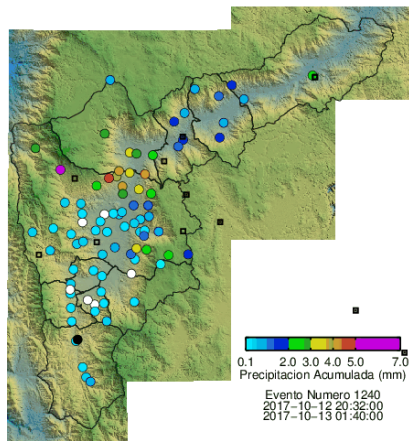 0.1 2.0 3.0 4.0 5.0 7.0
Precipitacion Acumulada (mm)
Evento Numero 1240
2017-10-12 20:32:00
2017-10-13 01:40:00